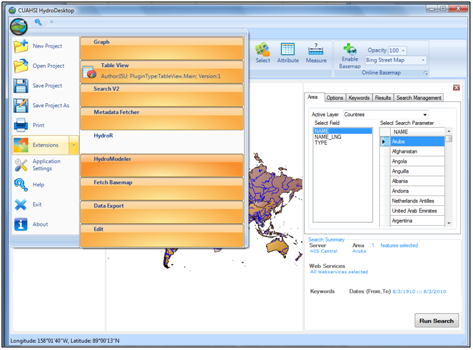 CUAHSI HydroDesktop
New Project
Open Project
Save Project
Save Project As
Print
Extensions
Application Settings
Help
Exit
About
Graph
Table View
Author:ISU; PluginType:TableView.Main; Version:1
Search V2
Metadata Fetcher
HydroR
HydroModeler
Fetch Basemap
Data Export
Edit
Select
Attribute
Measure
Enable Basemap
Opacity 100
Bing Street Map
Online Basemap
Area Options Keywords Results Search Management
Active Layer Countries
Select Field
NAME
NAME_LNG
TYPE
Select Search Parameter
NAME
Aruba
Afghanistan
Angola
Anguilla
Albania
Andorra
Netherlands Antilles
United Arab Emirates
Argentina
Search Summary
Server Area 1 features selected
HIS Central Aruba
Web Services
All Webservices selected
Keywords Dates (From, To) 8/3/1910 --- 8/3/2010
Run Search
Longitude: 158°01'40"W, Latitude: 89°00'13"N